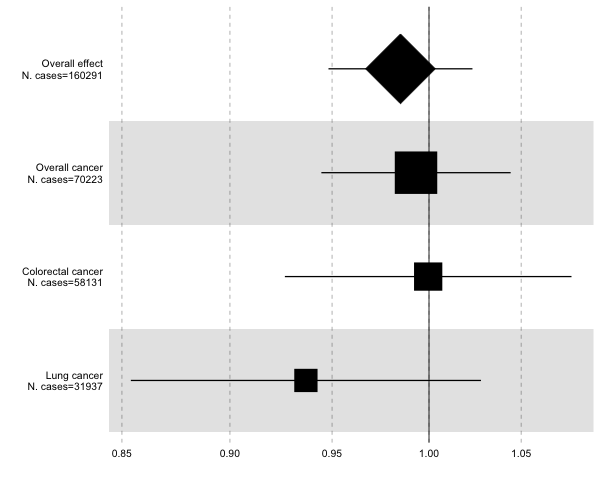 Overall effect
N. cases=160291
Overall cancer
N. cases=70223
Colorectal cancer
N. cases=58131
Lung cancer
N. cases=31937
0.85 0.90 0.95 1.00 1.05